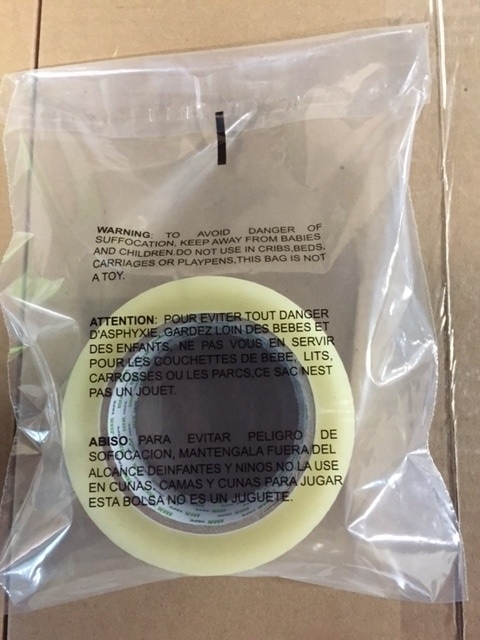 WARNING: TO AVOID DANGER OF
SUFFOCATION, KEEP AWAY FROM BABIES
AND CHILDREN.DO NOT USE IN CRIBS,BEDS,
CARRIAGES OR PLAYPENS,THIS BAG IS NOT
A TOY.
ATTENTION: POUR EVITER TOUT DANGER
D'ASPHYXIE, GARDEZ LOIN DES BEBES ET
DES ENFANTS, NE PAS VOUS EN SERVIR
POUR LES COUCHETTES DE BEBE, LITS,
CARROSSES OU LES PARCS,CE SAC NEST
PAS UN JOUET.
ABISO: PARA EVITAR PELIGRO DE
SOFOCACION, MANTENGALA FUERA DEL
ALCANCE DEINFANTES Y NINOS,NO LA USE
EN CUNAS, CAMAS Y CUNAS PARA JUGAR
ESTA BOLSA NO ES UN JUGUETE.